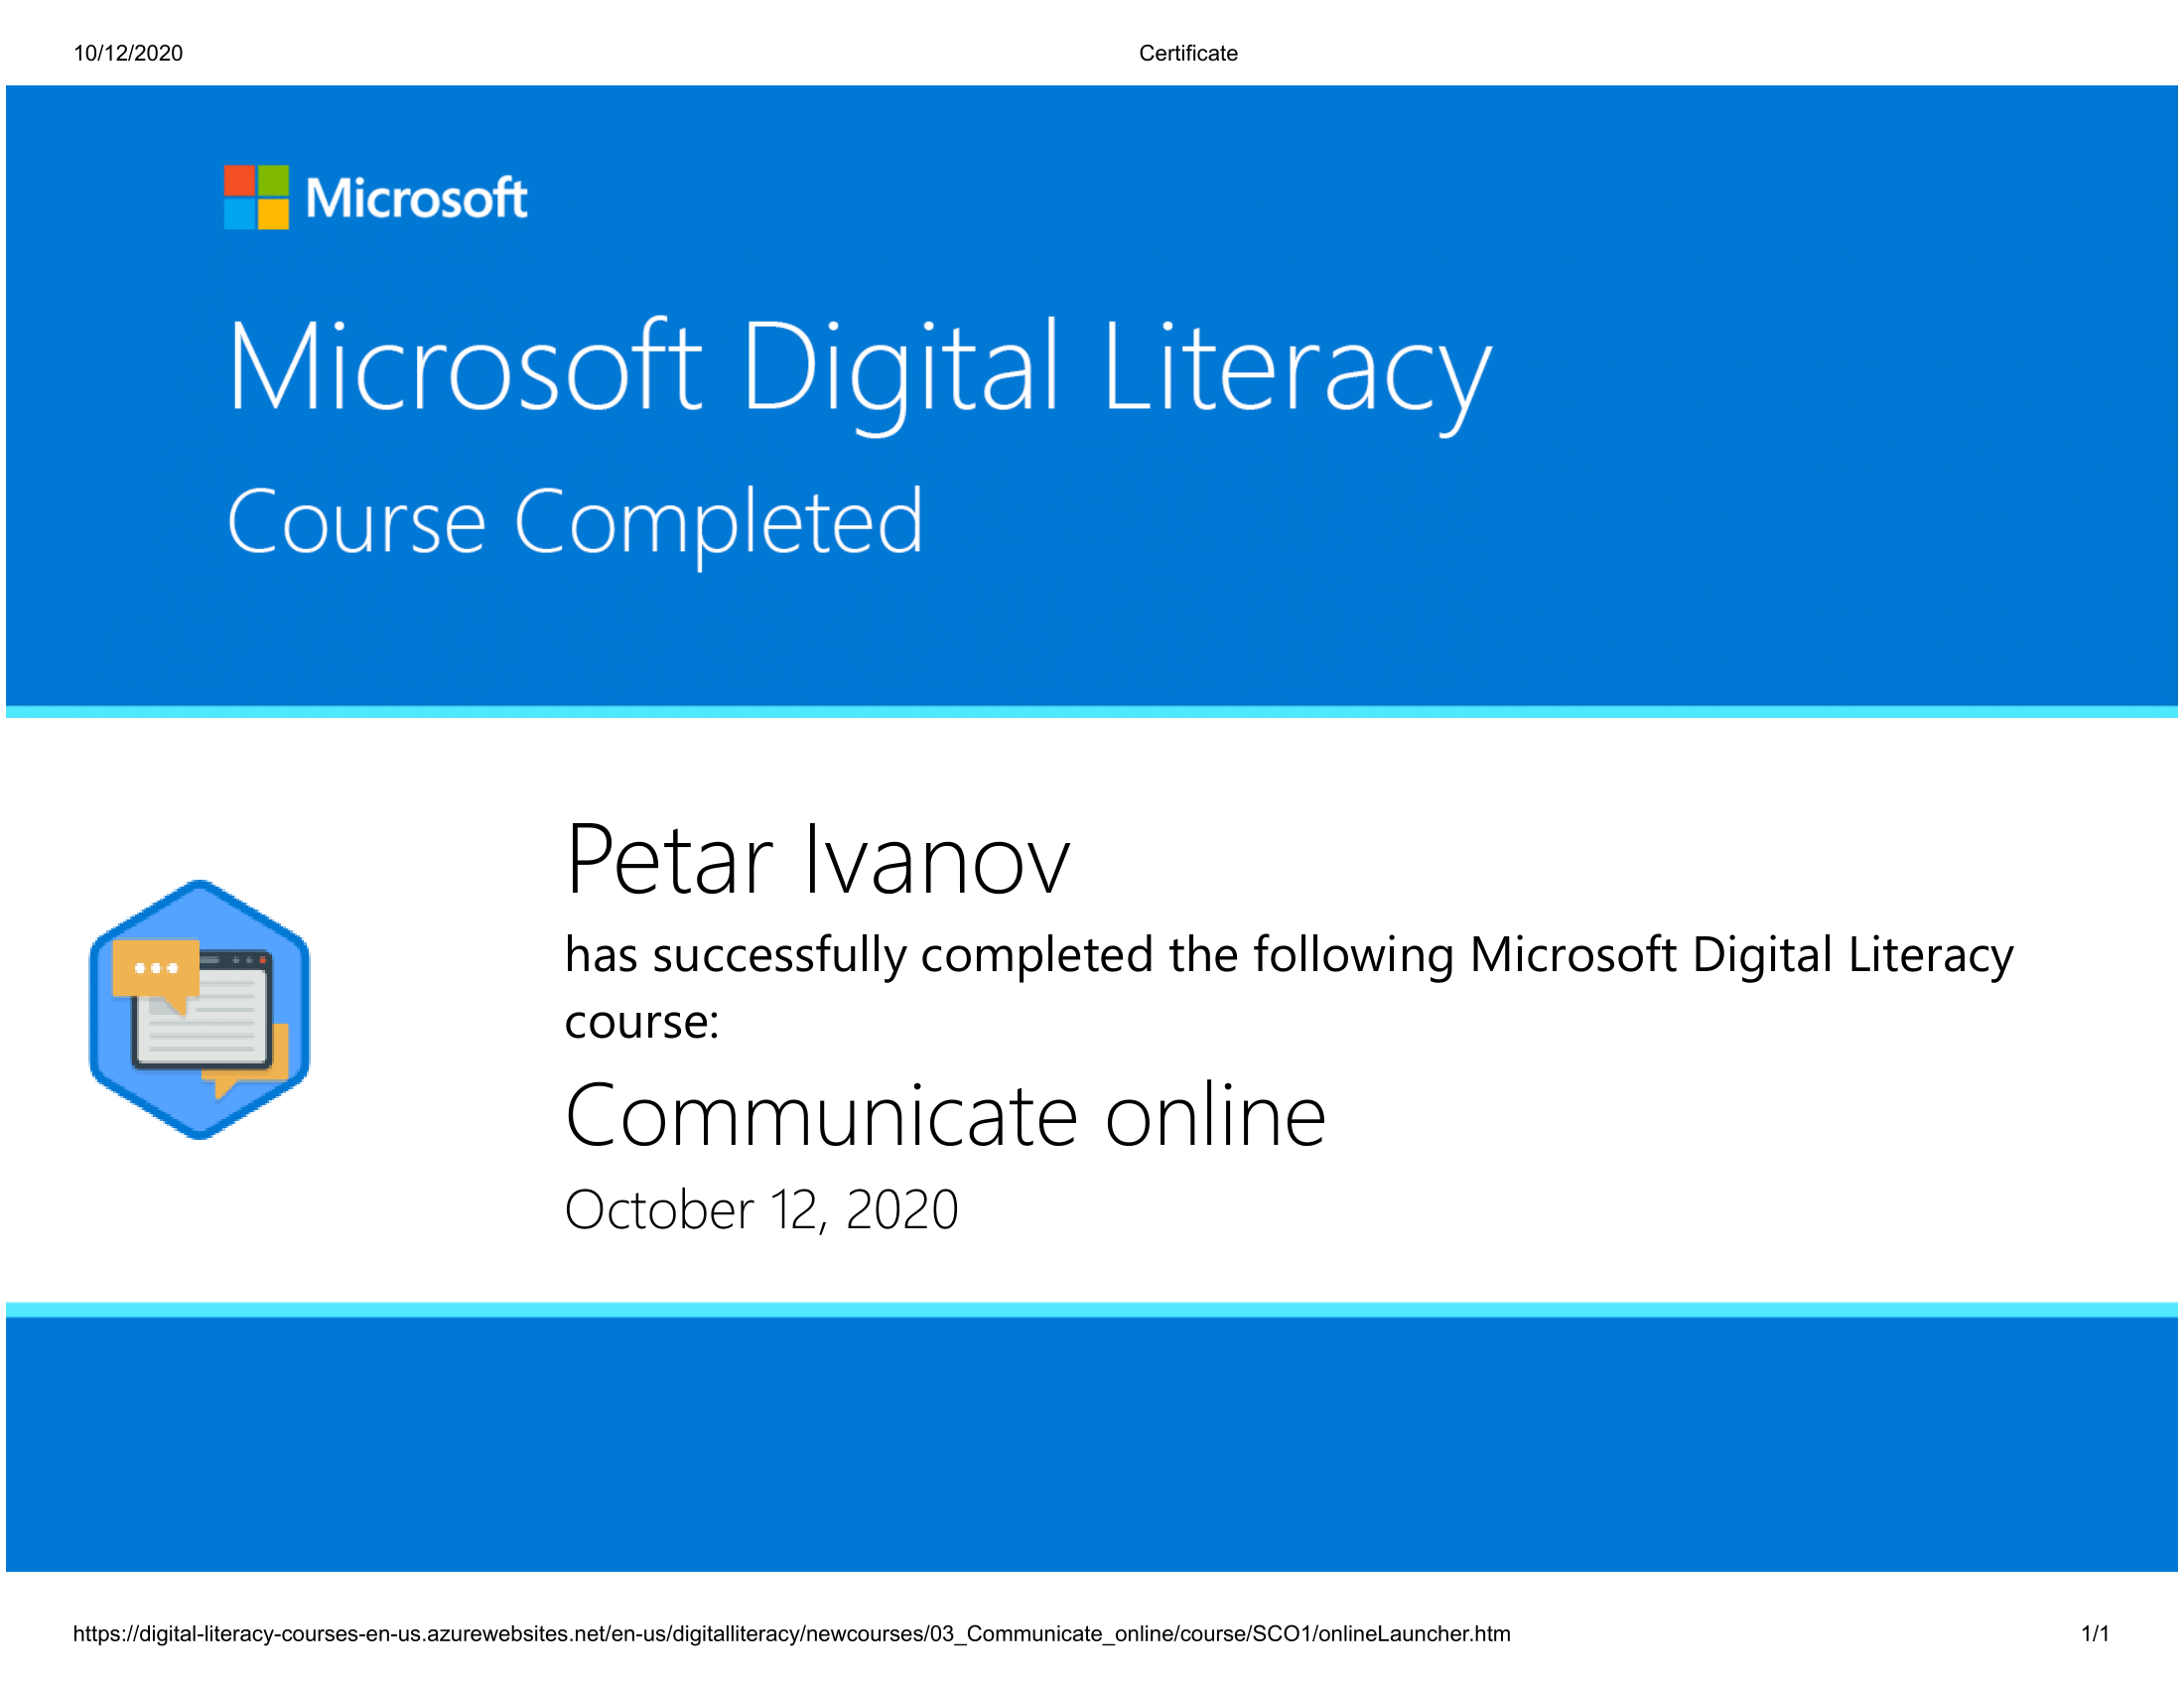 10/12/2020 Certificate
Microsoft
Microsoft Digital Literacy
Course Completed
Petar Ivanov
has successfully completed the following Microsoft Digital Literacy
course:
Communicate online
October 12, 2020
https://digital-literacy-courses-en-us.azurewebsites.net/en-us/digitalliteracy/newcourses/03_Communicate_online/course/SCO1/onlineLauncher.htm 1/1